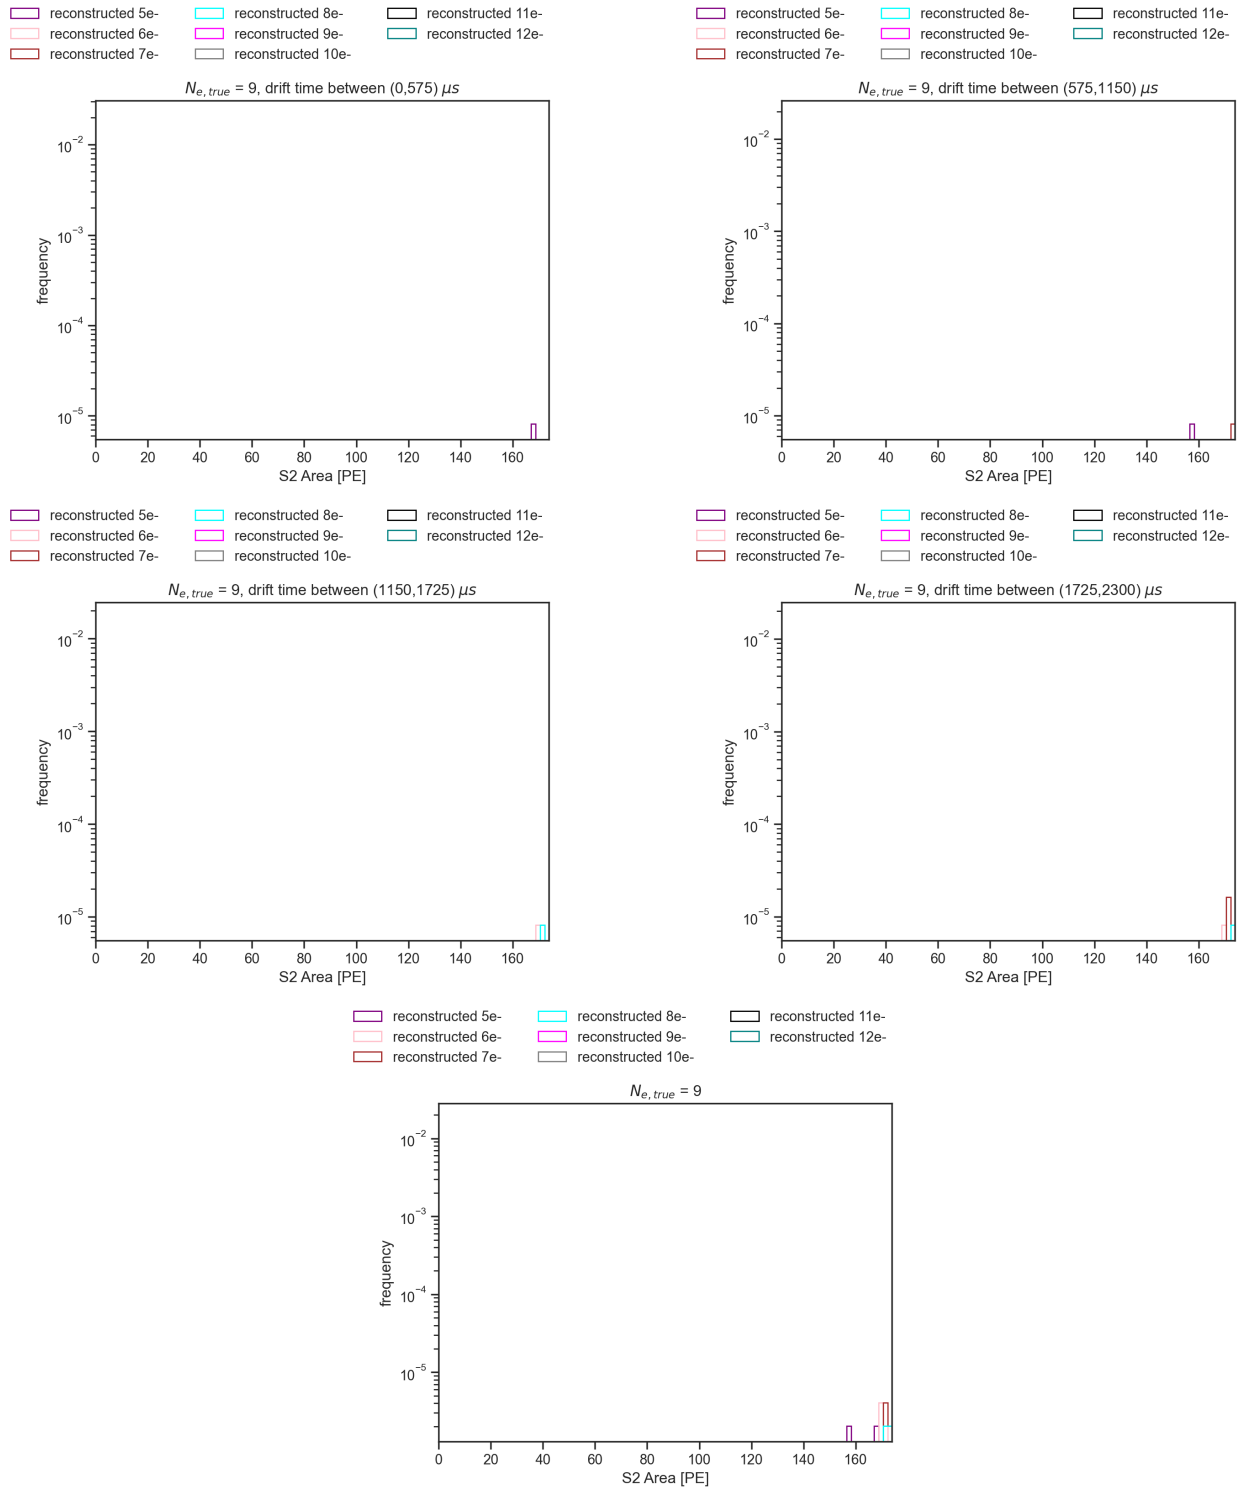 reconstructed 5e- reconstructed 8e- reconstructed 11e-
reconstructed 6e- reconstructed 9e- reconstructed 12e-
reconstructed 7e- reconstructed 10e-
N_{e, true} = 9, drift time between (0,575) μs
10^{-2}
10^{-3}
10^{-4}
10^{-5}
frequency
0 20 40 60 80 100 120 140 160
S2 Area [PE]
reconstructed 5e- reconstructed 8e- reconstructed 11e-
reconstructed 6e- reconstructed 9e- reconstructed 12e-
reconstructed 7e- reconstructed 10e-
N_{e, true} = 9, drift time between (575,1150) μs
10^{-2}
10^{-3}
10^{-4}
10^{-5}
frequency
0 20 40 60 80 100 120 140 160
S2 Area [PE]
reconstructed 5e- reconstructed 8e- reconstructed 11e-
reconstructed 6e- reconstructed 9e- reconstructed 12e-
reconstructed 7e- reconstructed 10e-
N_{e, true} = 9, drift time between (1150,1725) μs
10^{-2}
10^{-3}
10^{-4}
10^{-5}
frequency
0 20 40 60 80 100 120 140 160
S2 Area [PE]
reconstructed 5e- reconstructed 8e- reconstructed 11e-
reconstructed 6e- reconstructed 9e- reconstructed 12e-
reconstructed 7e- reconstructed 10e-
N_{e, true} = 9, drift time between (1725,2300) μs
10^{-2}
10^{-3}
10^{-4}
10^{-5}
frequency
0 20 40 60 80 100 120 140 160
S2 Area [PE]
reconstructed 5e- reconstructed 8e- reconstructed 11e-
reconstructed 6e- reconstructed 9e- reconstructed 12e-
reconstructed 7e- reconstructed 10e-
N_{e, true} = 9
10^{-2}
10^{-3}
10^{-4}
10^{-5}
frequency
0 20 40 60 80 100 120 140 160
S2 Area [PE]